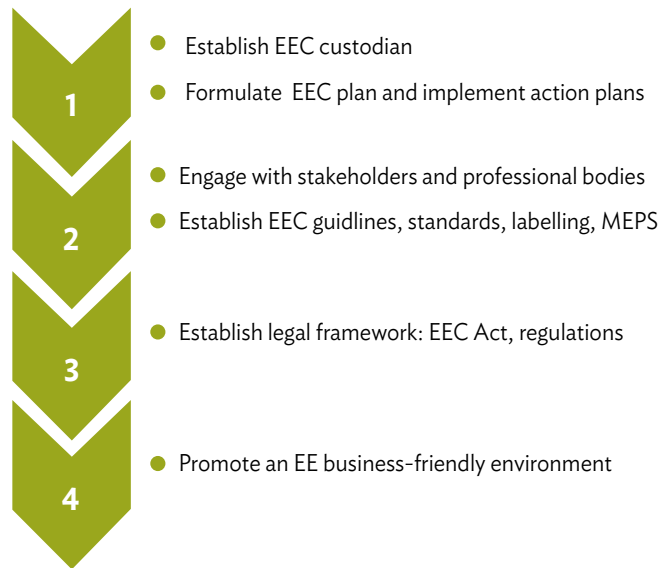 Establish EEC custodian
1
Formulate EEC plan and implement action plans
Engage with stakeholders and professional bodies
2
Establish EEC guidlines, standards, labelling, MEPS
Establish legal framework: EEC Act, regulations
3
Promote an EE business-friendly environment
4